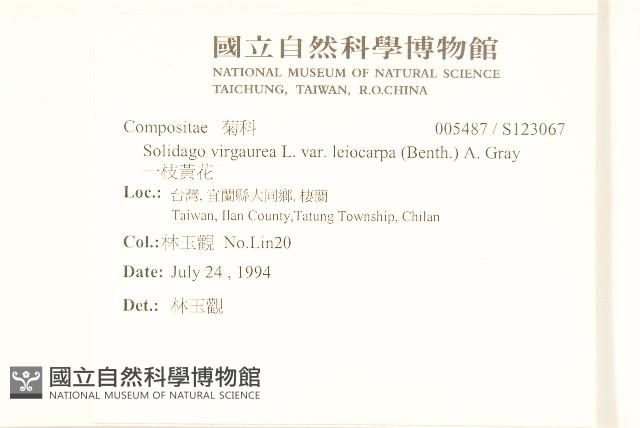 國立自然科學博物館
NATIONAL MUSEUM OF NATURAL SCIENCE
TAICHUNG, TAIWAN, R.O.CHINA
Compositae 菊科 005487 / S123067
Solidago virgaurea L. var. leiocarpa (Benth.) A. Gray
一枝黃花
Loc.: 台灣, 宜蘭縣大同鄉, 棲蘭
Taiwan, Ilan County,Tatung Township, Chilan
Col.: 林玉觀 No.Lin20
Date: July 24 , 1994
Det.: 林玉觀
國立自然科學博物館
NATIONAL MUSEUM OF NATURAL SCIENCE